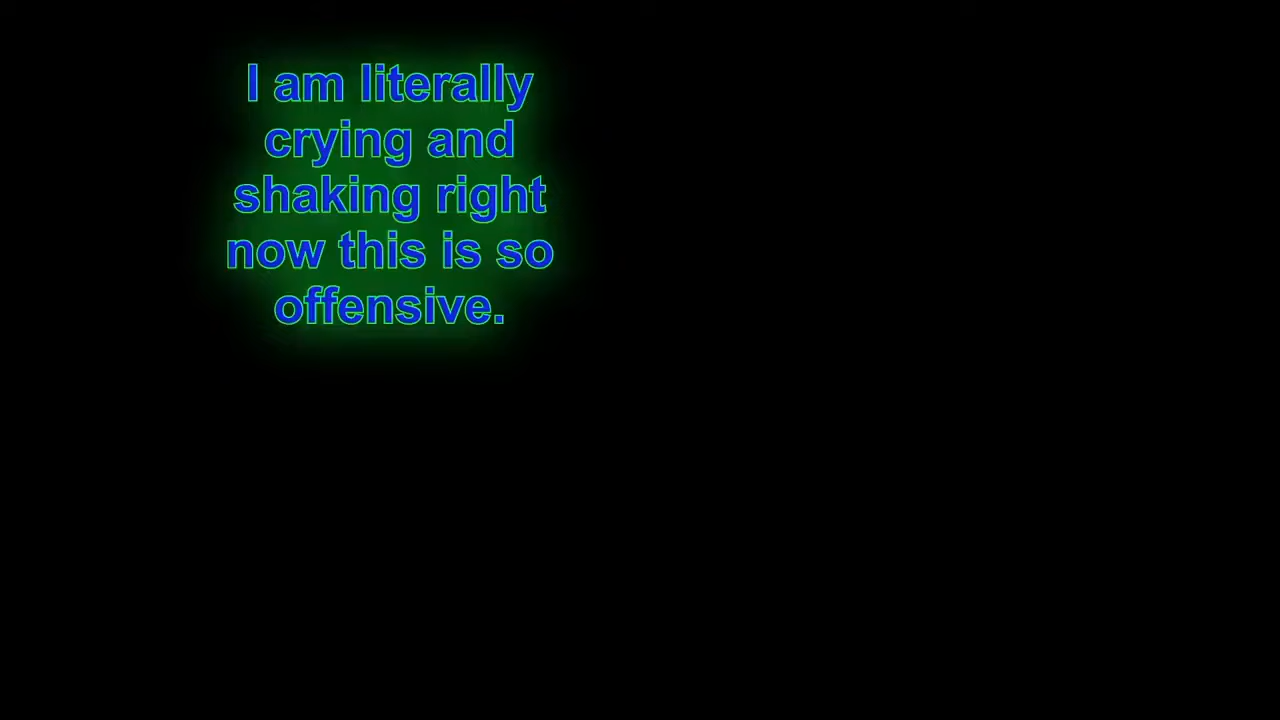 I am literally
crying and
shaking right
now this is so
offensive.